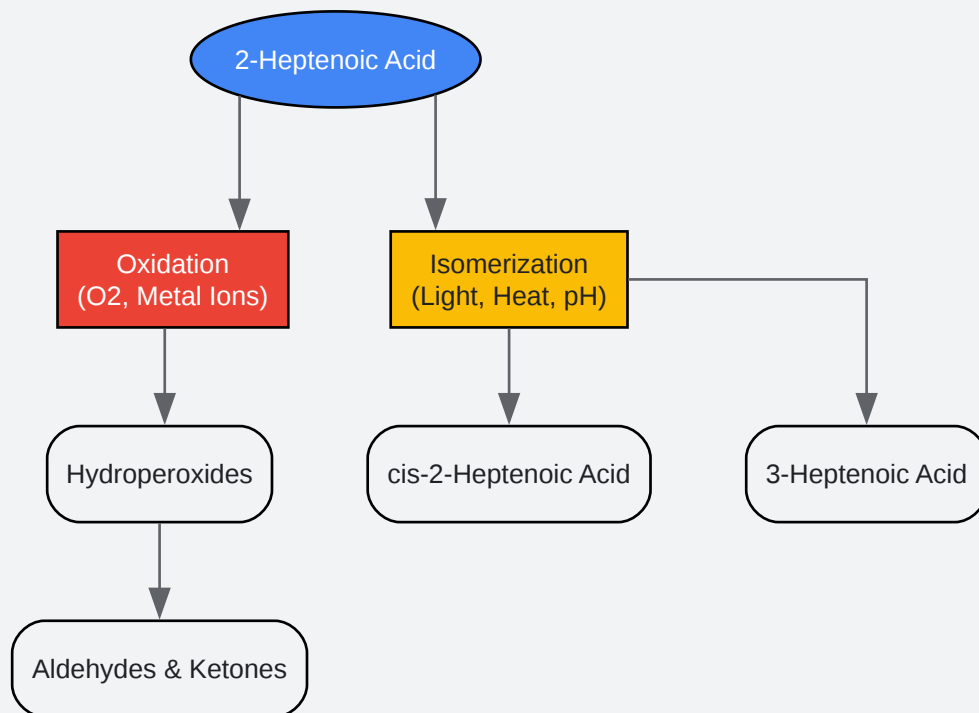 2-Heptenoic Acid
Oxidation
(O2, Metal Ions)
Isomerization
(Light, Heat, pH)
Hydroperoxides
cis-2-Heptenoic Acid
3-Heptenoic Acid
Aldehydes & Ketones